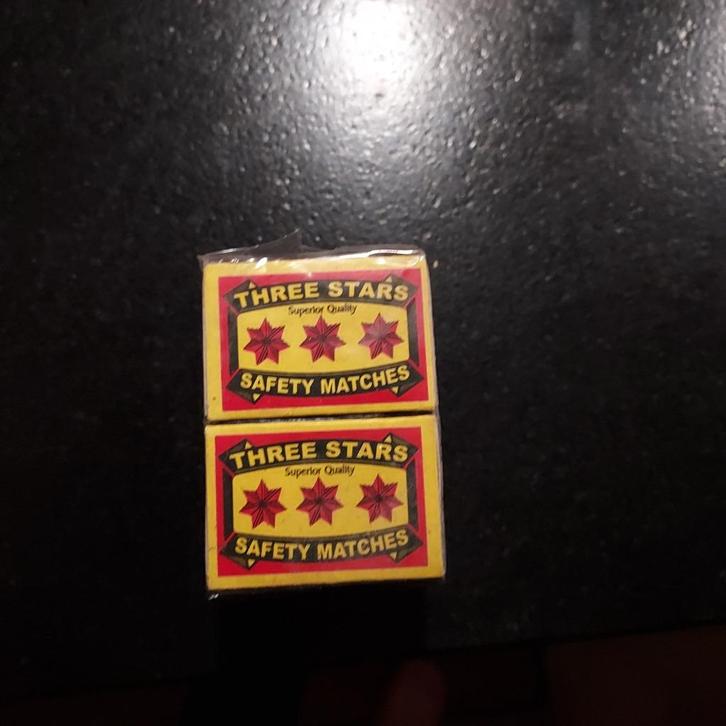 THREE STARS
Superior Quality
SAFETY MATCHES
THREE STARS
Superior Quality
SAFETY MATCHES